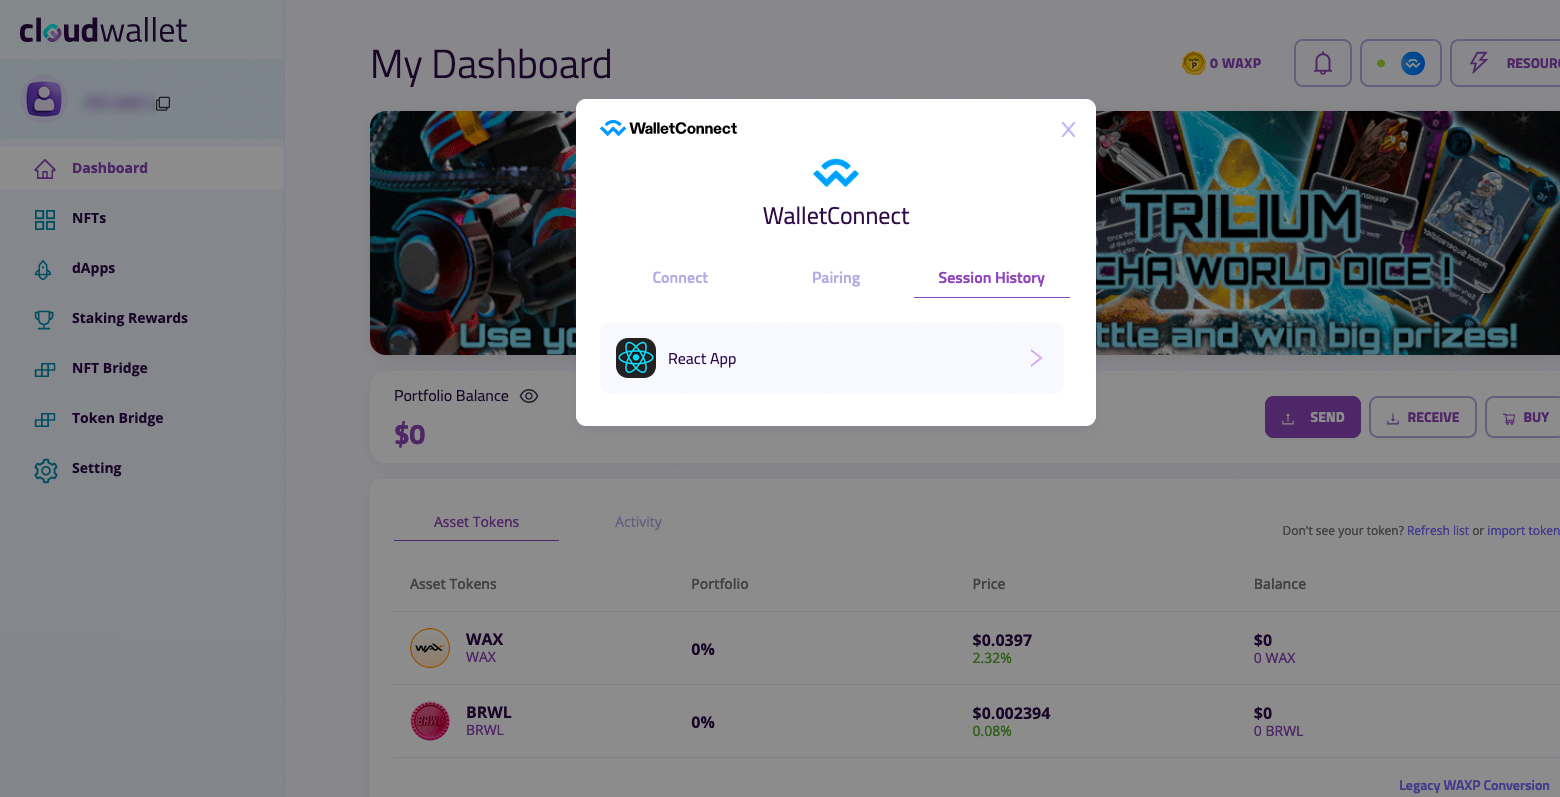 cloudwallet
Dashboard
NFTs
dApps
Staking Rewards
NFT Bridge
Token Bridge
Setting
My Dashboard
0 WAXP
WalletConnect
WalletConnect
Connect
Pairing
Session History
React App
TRILIUM
CHA WORLD DICE !
Use yo
ttle and win big prizes!
Portfolio Balance
$0
SEND
RECEIVE
BUY
Asset Tokens
Activity
Don't see your token? Refresh list or import token
Asset Tokens
Portfolio
Price
Balance
WAX
WAX
0%
$0.0397
2.32%
$0
0 WAX
BRWL
BRWL
0%
$0.002394
0.08%
$0
0 BRWL
Legacy WAXP Conversion